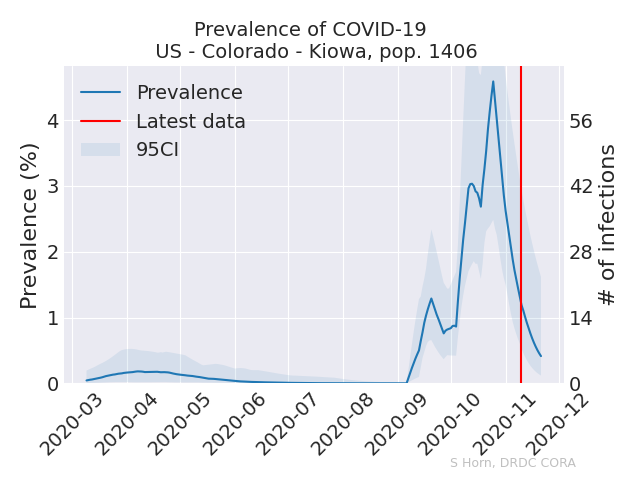 Prevalence of COVID-19
US - Colorado - Kiowa, pop. 1406
Prevalence
Latest data
95CI
Prevalence (%)
4
3
2
1
0
56
42
28
14
0
# of infections
2020-03
2020-04
2020-05
2020-06
2020-07
2020-08
2020-09
2020-10
2020-11
2020-12
S Horn, DRDC CORA